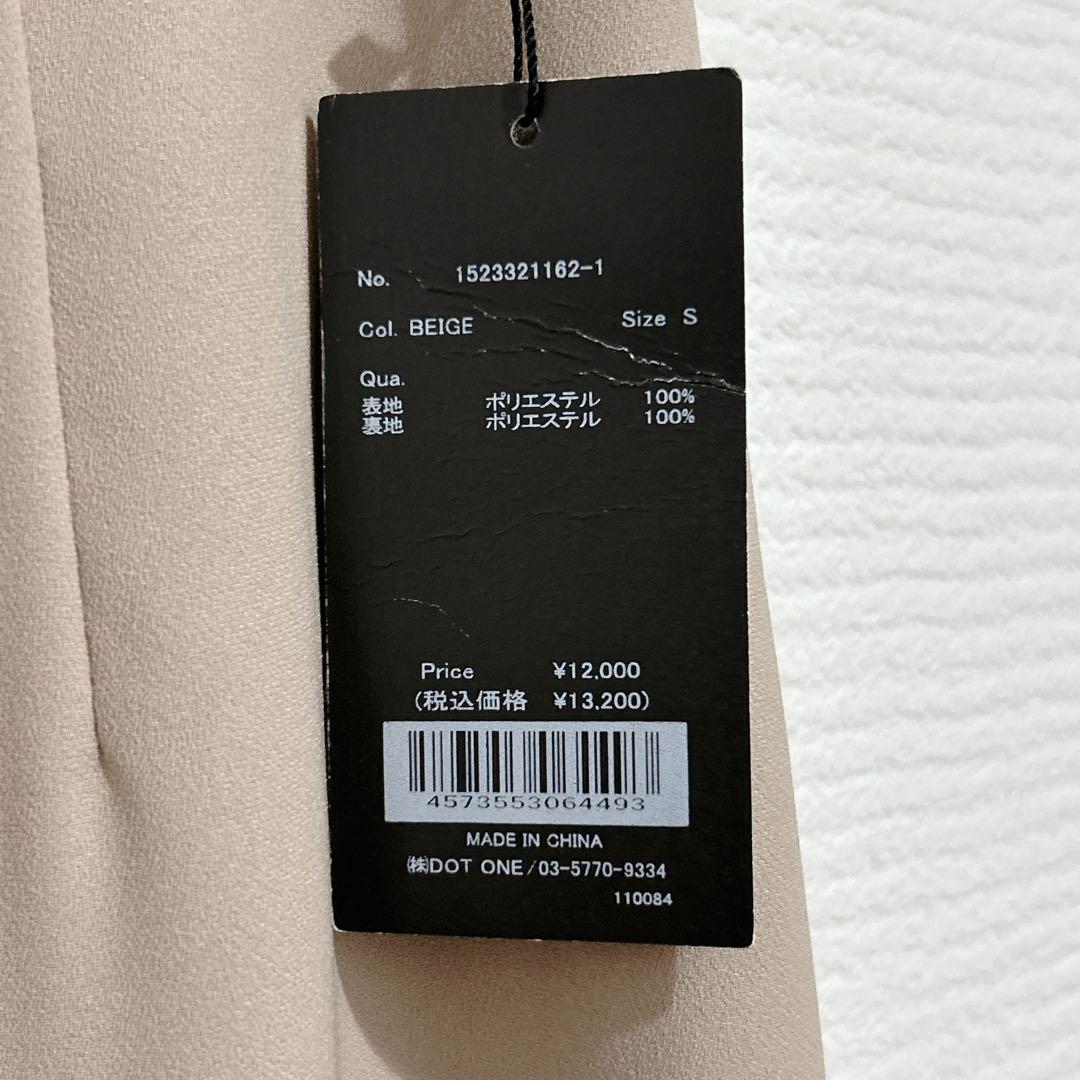 No. 1523321162-1
Col. BEIGE Size S
Qua.
表地 ポリエステル 100%
裏地 ポリエステル 100%
Price ¥12,000
(税込価格 ¥13,200)
4573553064493
MADE IN CHINA
㈱DOT ONE/03-5770-9334
110084